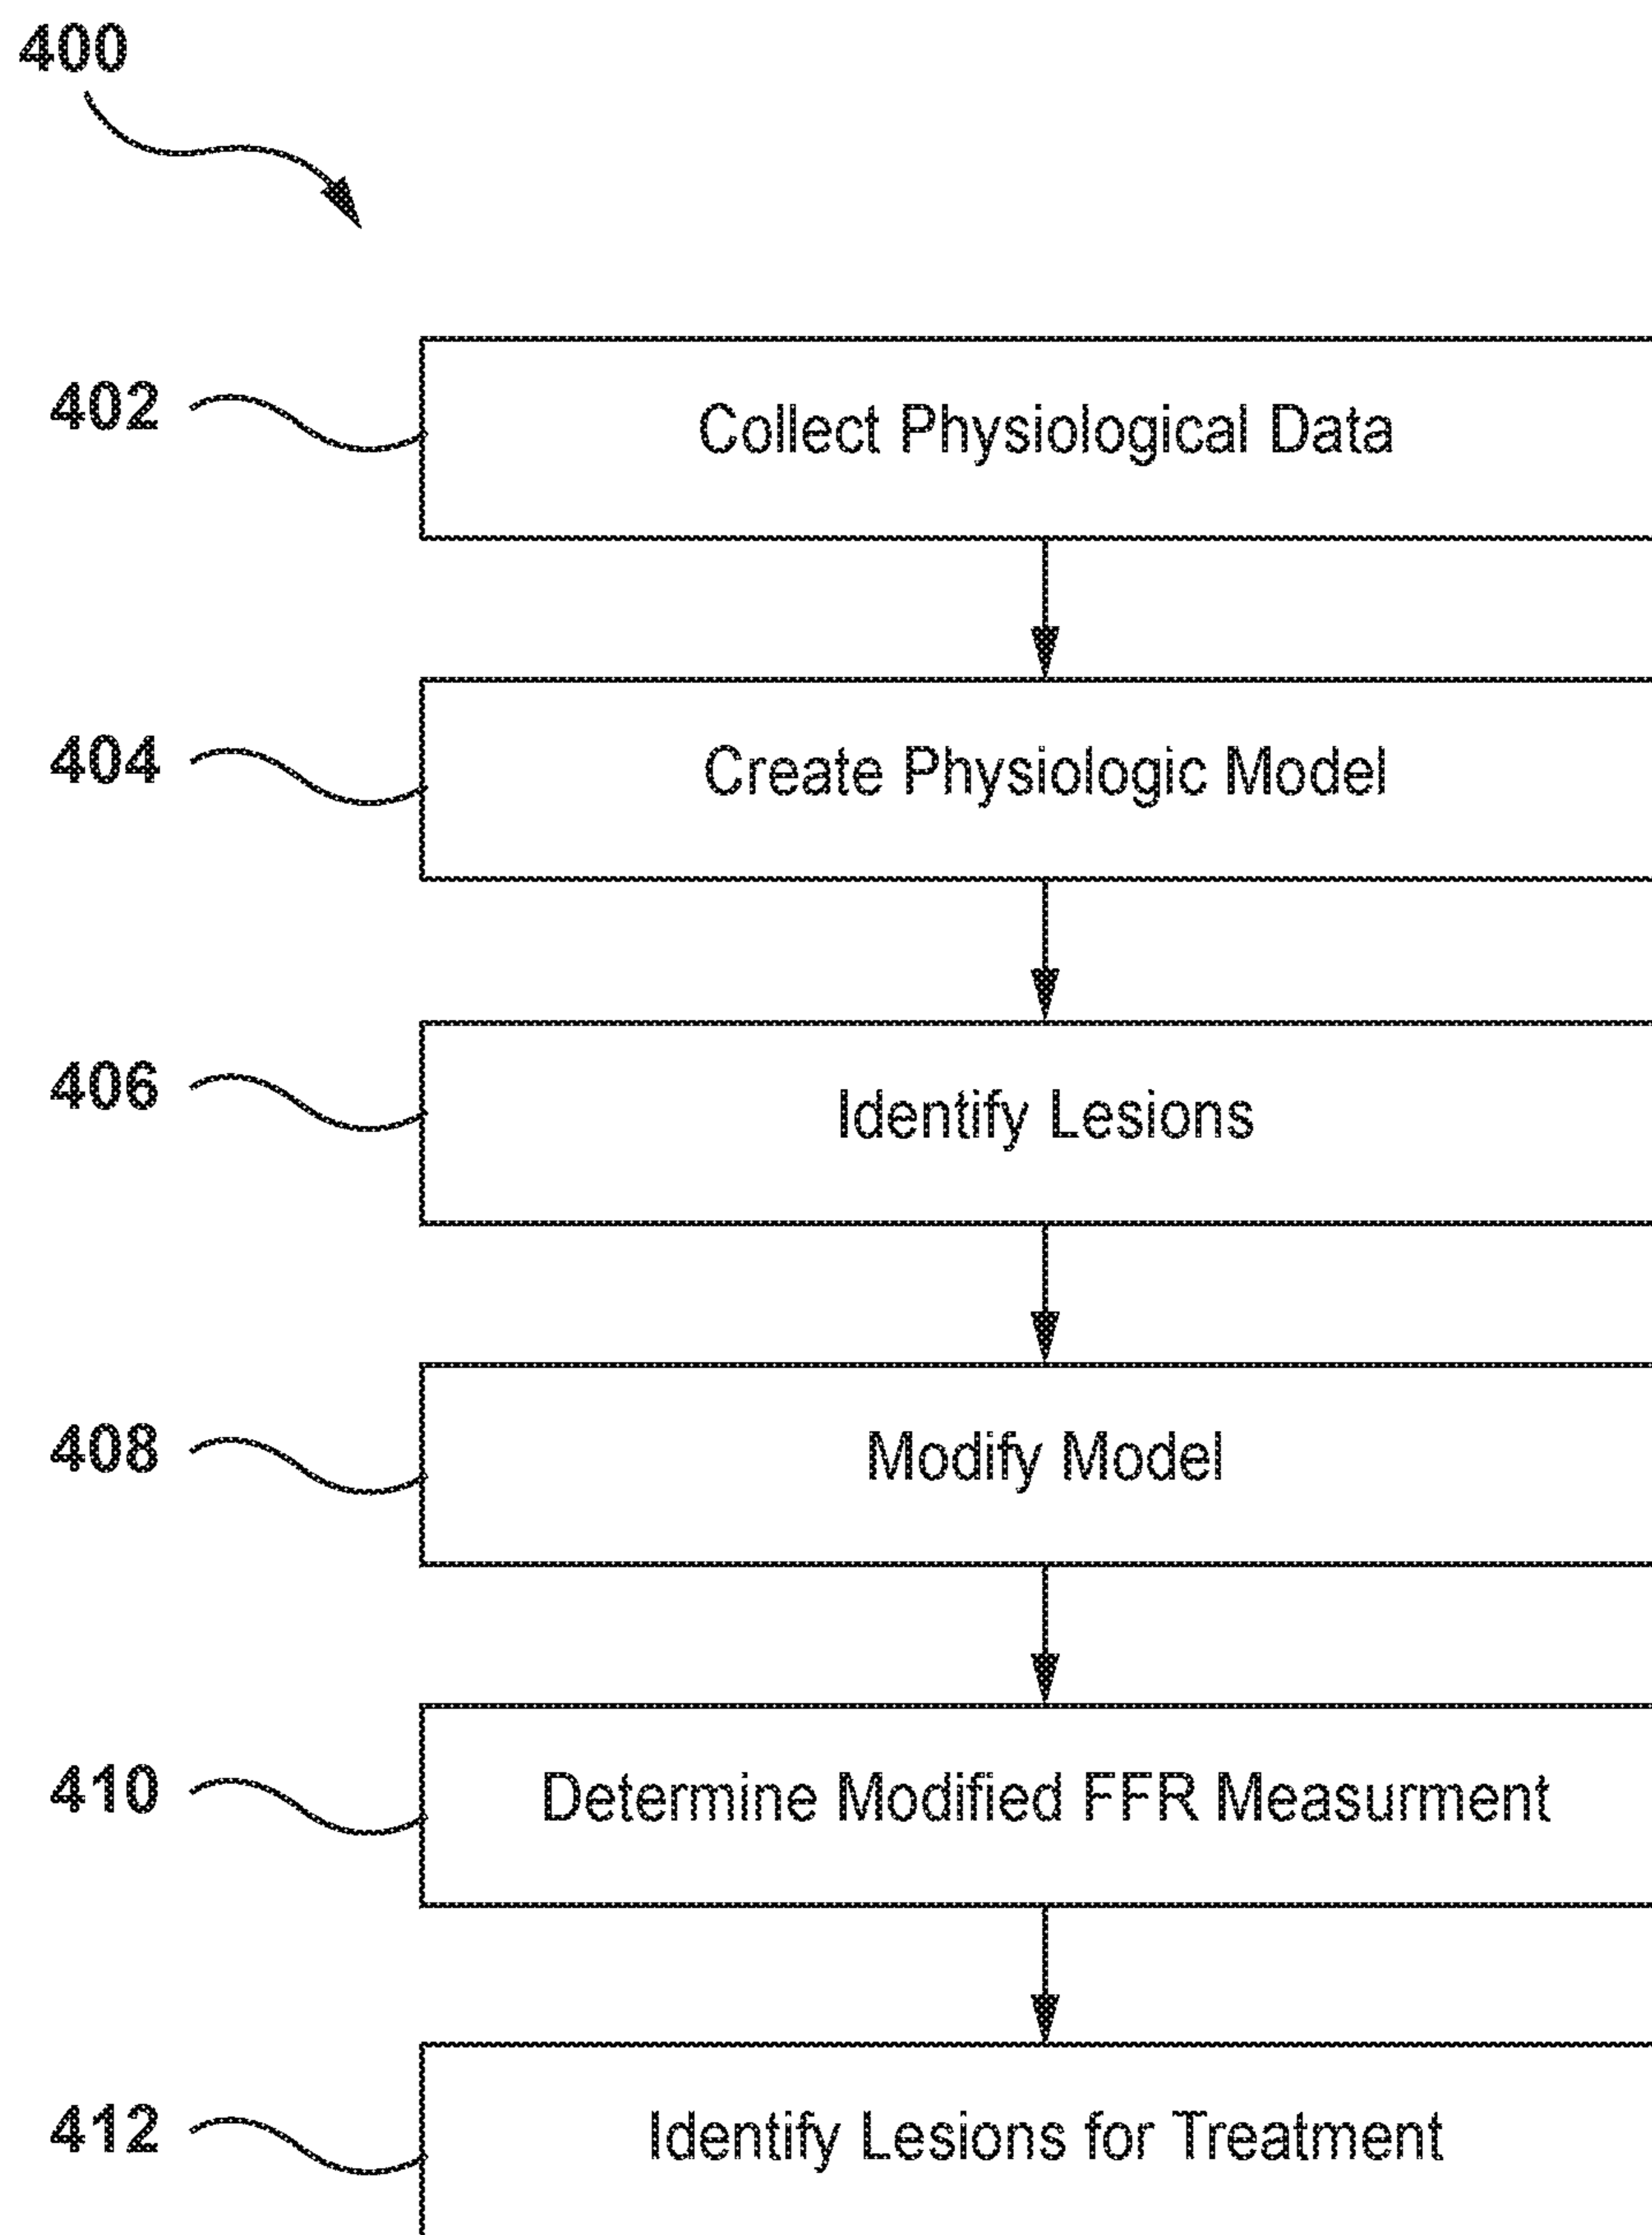 400
402 Collect Physiological Data
404 Create Physiologic Model
406 Identify Lesions
408 Modify Model
410 Determine Modified FFR Measurment
412 Identify Lesions for Treatment